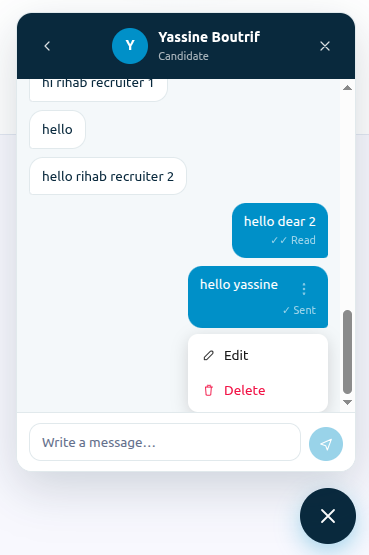 Y
Yassine Boutrif
Candidate
hi rihab recruiter 1
hello
hello rihab recruiter 2
hello dear 2
✓✓ Read
hello yassine
✓ Sent
Edit
Delete
Write a message…